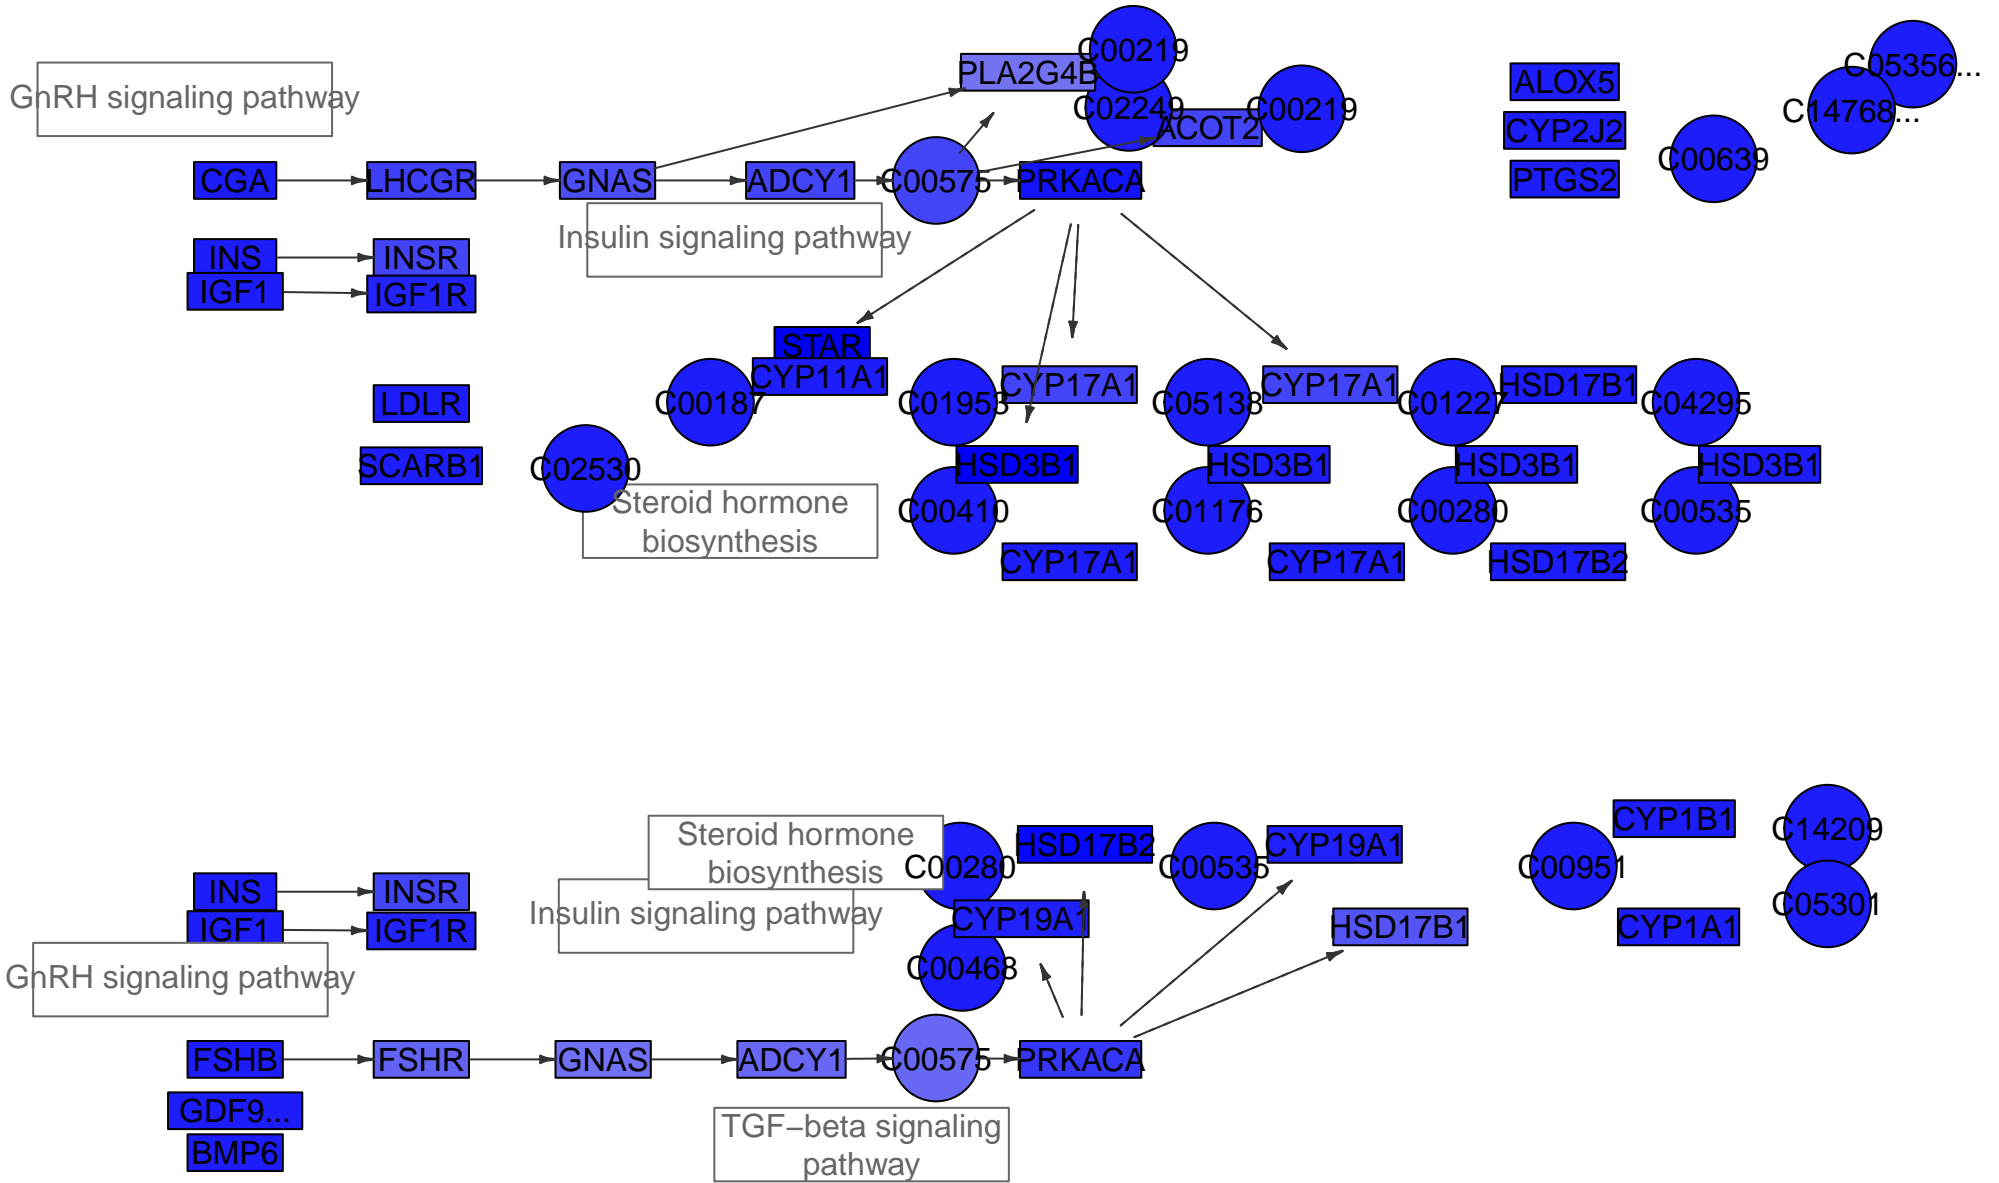 C00219
C05356...
PLA2G4B
ALOX5
GnRH signaling pathway
C02249
C00219
C14768...
ACOT2
CYP2J2
C00639
CGA
LHCGR
GNAS
ADCY1
C00575
PRKACA
PTGS2
Insulin signaling pathway
INS
INSR
IGF1
IGF1R
STAR
CYP11A1
CYP17A1
CYP17A1
HSD17B1
LDLR
C00187
C01953
C05138
C01227
C04295
SCARB1
C02530
HSD3B1
HSD3B1
HSD3B1
HSD3B1
Steroid hormone
biosynthesis
C00410
C01176
C00280
C00535
CYP17A1
CYP17A1
HSD17B2
CYP1B1
C14209
Steroid hormone
biosynthesis
HSD17B2
CYP19A1
C00280
C00535
C00951
INS
INSR
C05301
Insulin signaling pathway
CYP19A1
IGF1
IGF1R
HSD17B1
CYP1A1
GnRH signaling pathway
C00468
FSHB
FSHR
GNAS
ADCY1
C00575
PRKACA
GDF9...
TGF−beta signaling
pathway
BMP6